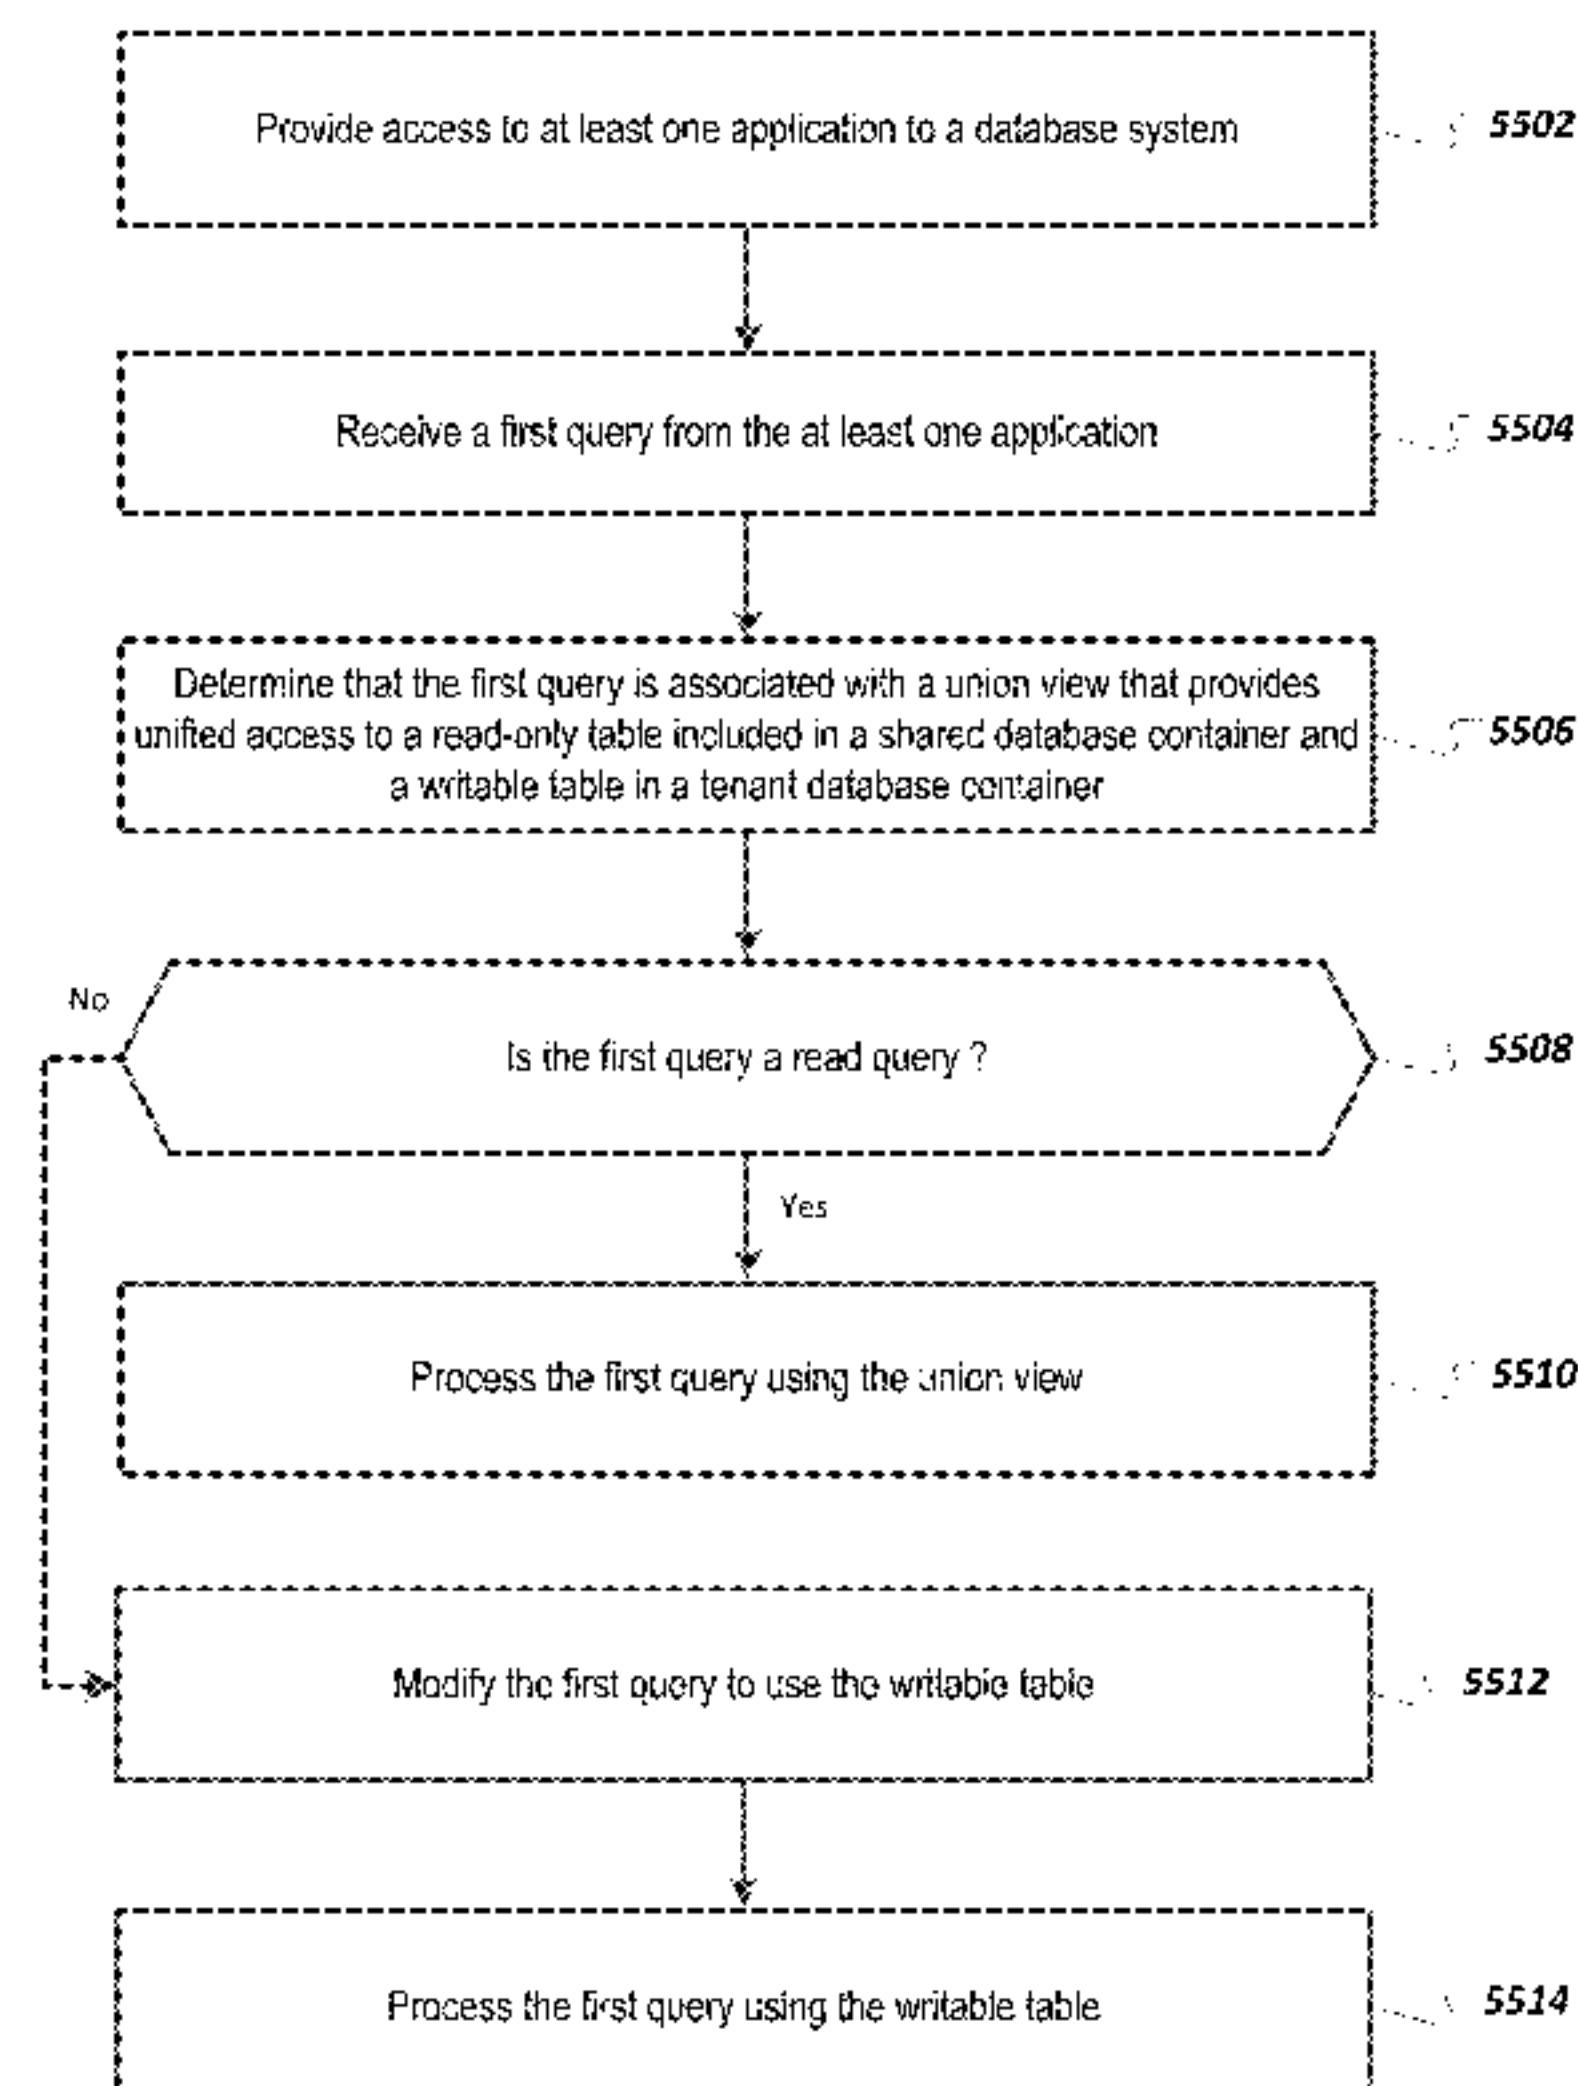 Provide access to at least one application to a database system
5502
Receive a first query from the at least one application
5504
Determine that the first query is associated with a union view that provides
unified access to a read-only table included in a shared database container and
a writable table in a tenant database container
5506
No
Is the first query a read query ?
5508
Yes
Process the first query using the union view
5510
Modify the first query to use the writable table
5512
Process the first query using the writable table
5514